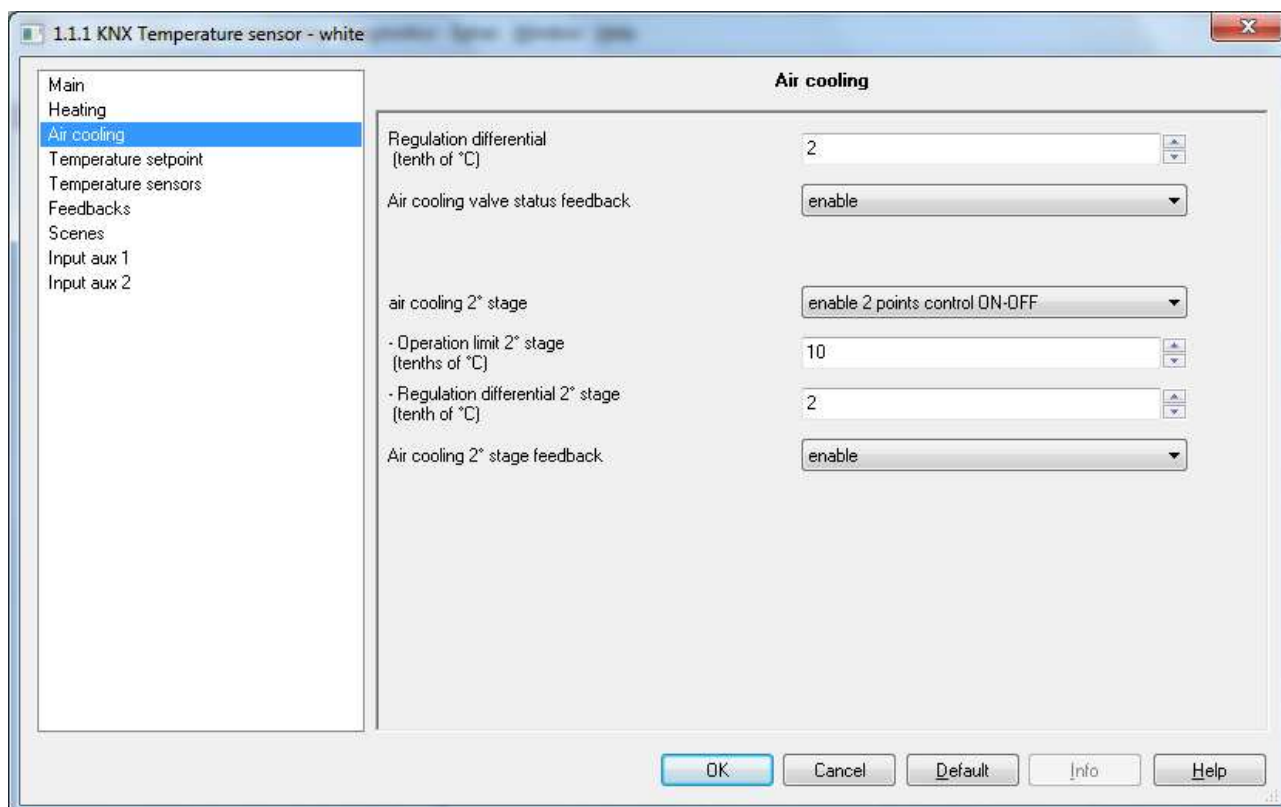 1.1.1 KNX Temperature sensor - white
Main
Heating
Air cooling
Temperature setpoint
Temperature sensors
Feedbacks
Scenes
Input aux 1
Input aux 2
Air cooling
Regulation differential
(tenth of °C)
2
Air cooling valve status feedback
enable
air cooling 2° stage
enable 2 points control ON-OFF
- Operation limit 2° stage
(tenths of °C)
10
- Regulation differential 2° stage
(tenth of °C)
2
Air cooling 2° stage feedback
enable
OK
Cancel
Default
Info
Help